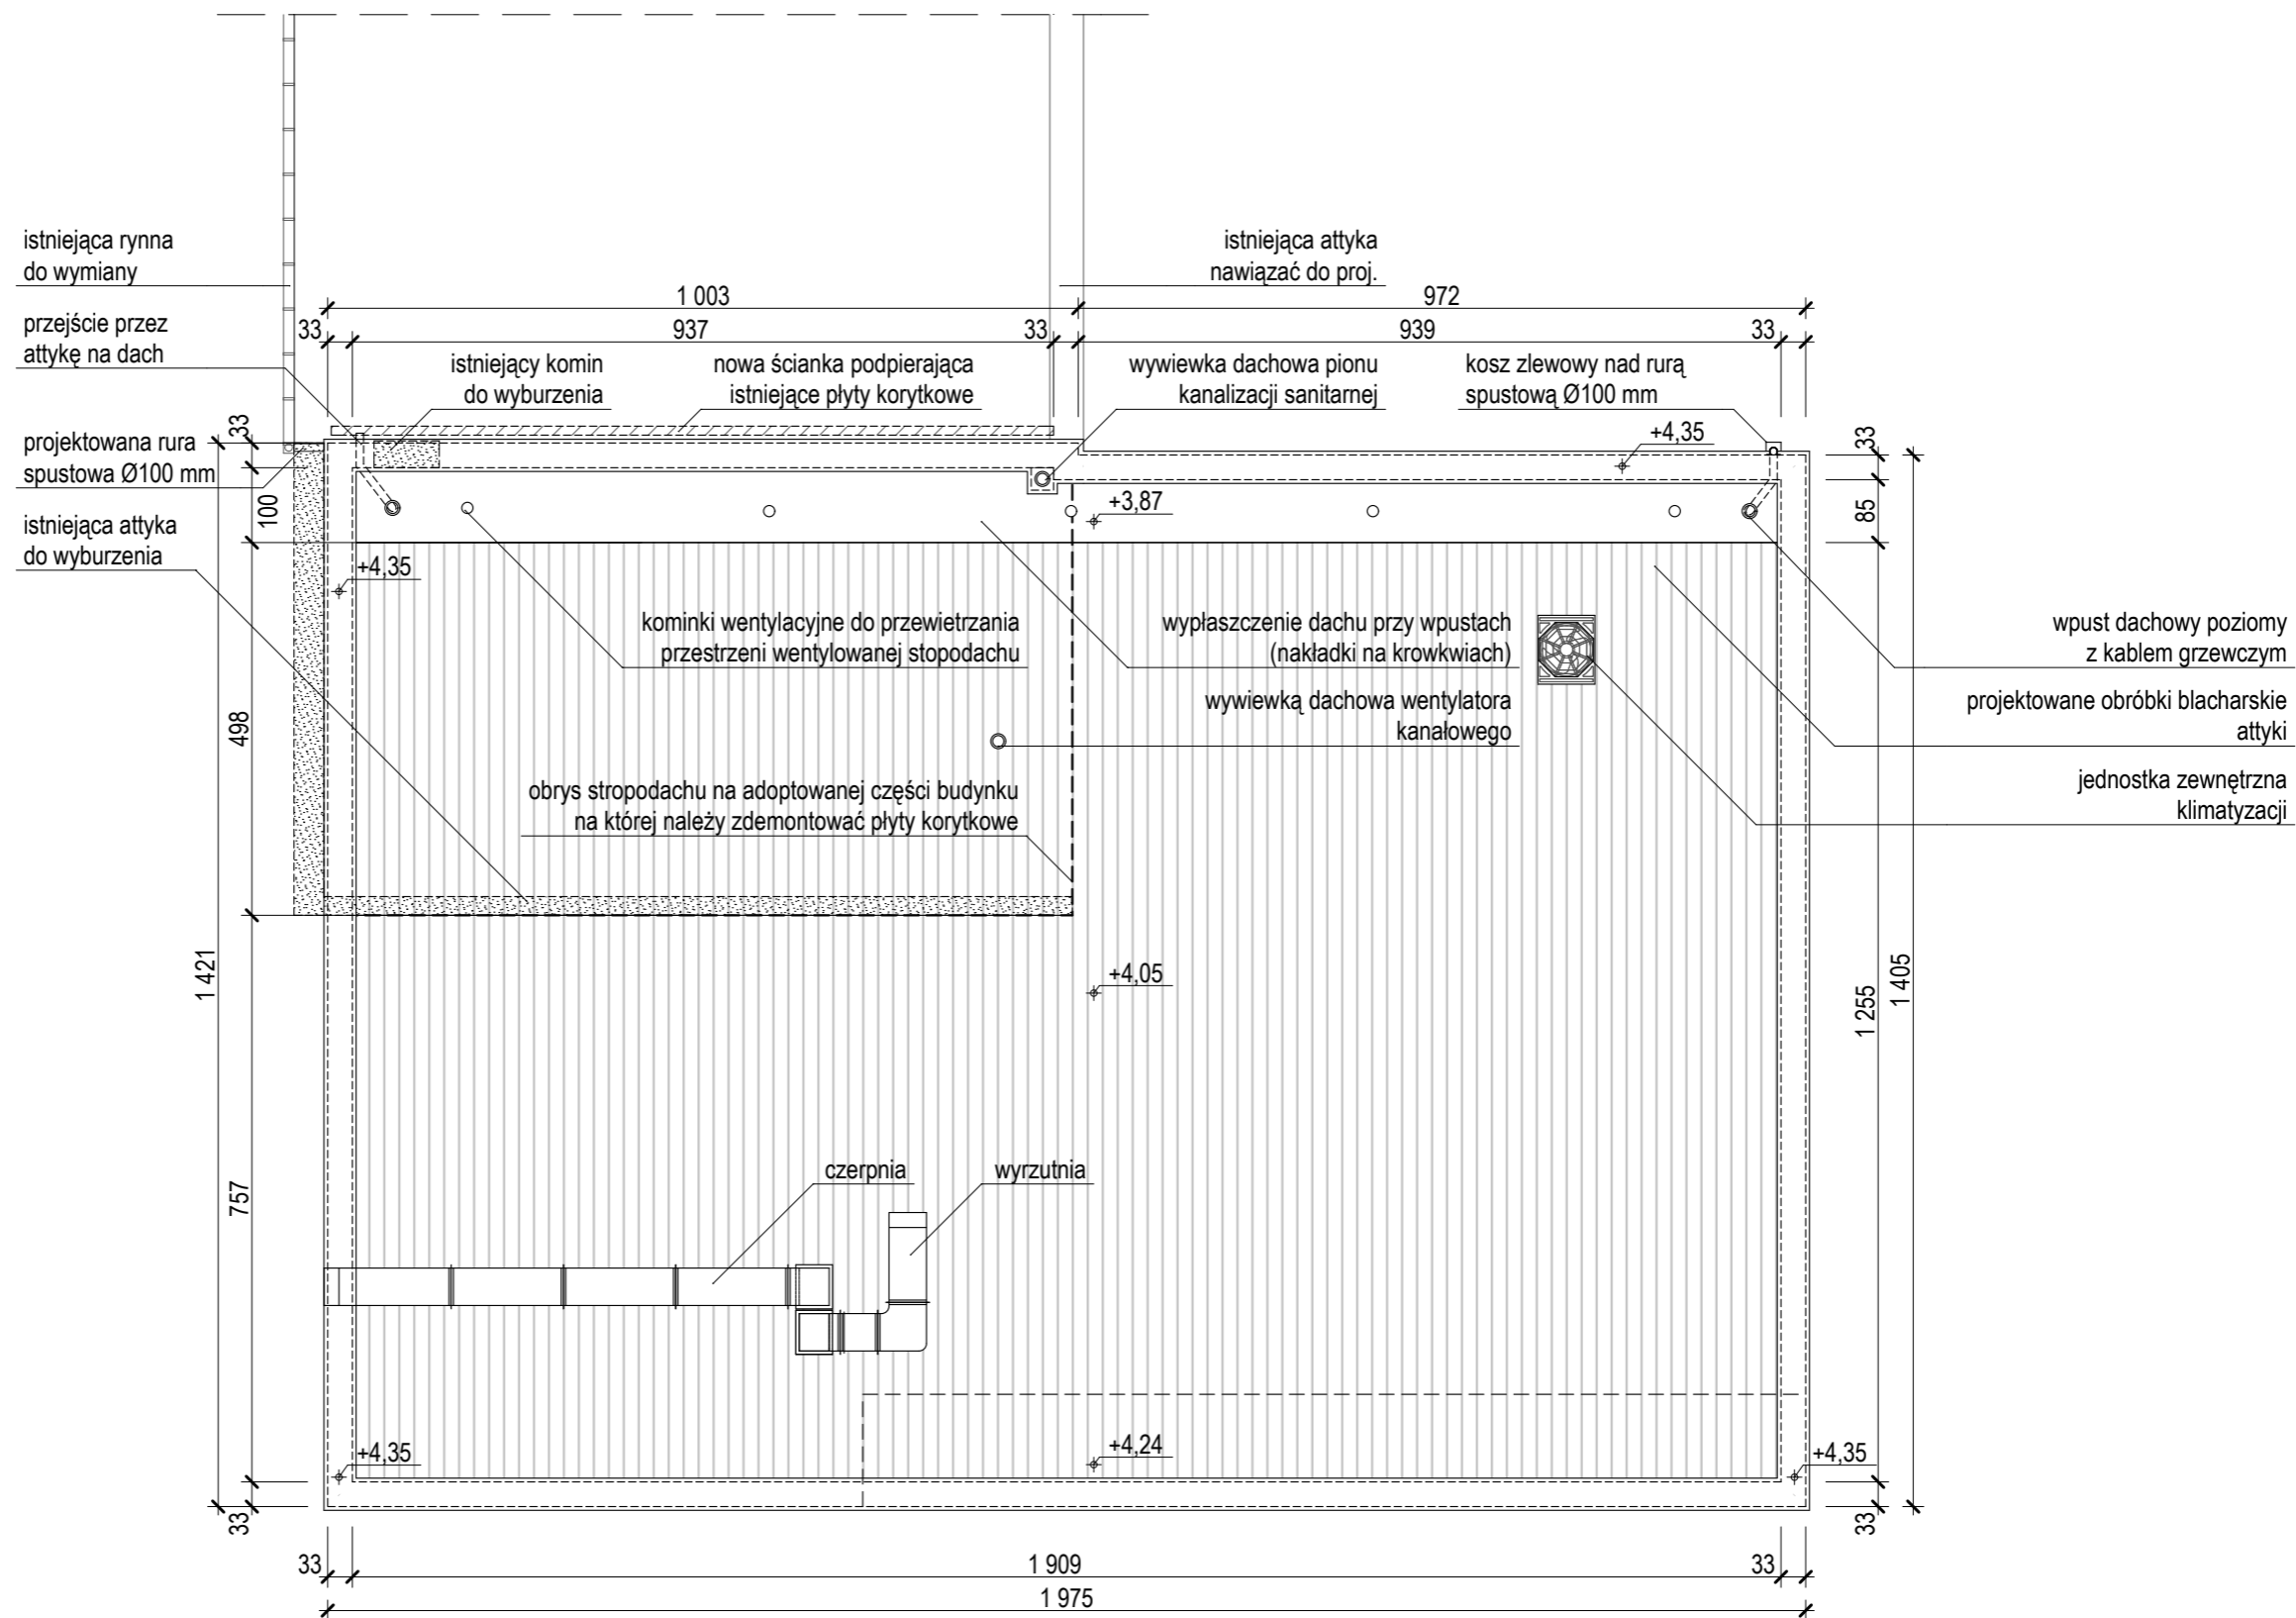 istniejąca rynna
do wymiany
przejście przez
attykę na dach
projektowana rura
spustowa Ø100 mm
istniejąca attyka
do wyburzenia
istniejąca attyka
nawiązać do proj.
1 003
972
33
937
33
939
33
istniejący komin
do wyburzenia
nowa ścianka podpierająca
istniejące płyty korytkowe
wywiewka dachowa pionu
kanalizacji sanitarnej
kosz zlewowy nad rurą
spustową Ø100 mm
33
100
498
757
33
1 421
+4,35
+3,87
+4,35
33
85
1 255
1 405
33
kominki wentylacyjne do przewietrzania
przestrzeni wentylowanej stopodachu
wypłaszczenie dachu przy wpustach
(nakładki na krowkwiach)
wywiewką dachowa wentylatora
kanałowego
obrys stropodachu na adoptowanej części budynku
na której należy zdemontować płyty korytkowe
wpust dachowy poziomy
z kablem grzewczym
projektowane obróbki blacharskie
attyki
jednostka zewnętrzna
klimatyzacji
+4,05
czerpnia
wyrzutnia
+4,35
+4,24
+4,35
33
1 909
33
1 975